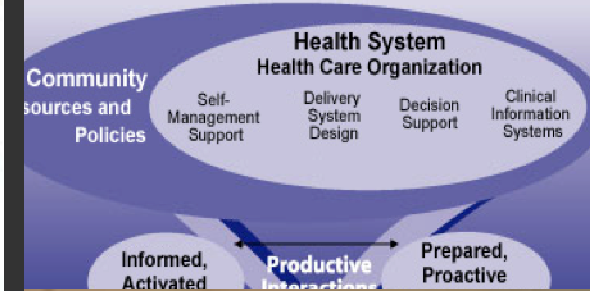 Health System
Health Care Organization
Community
sources and
Policies
Self-
Management
Support
Delivery
System
Design
Decision
Support
Clinical
Information
Systems
Informed,
Activated
Productive
Interactions
Prepared,
Proactive